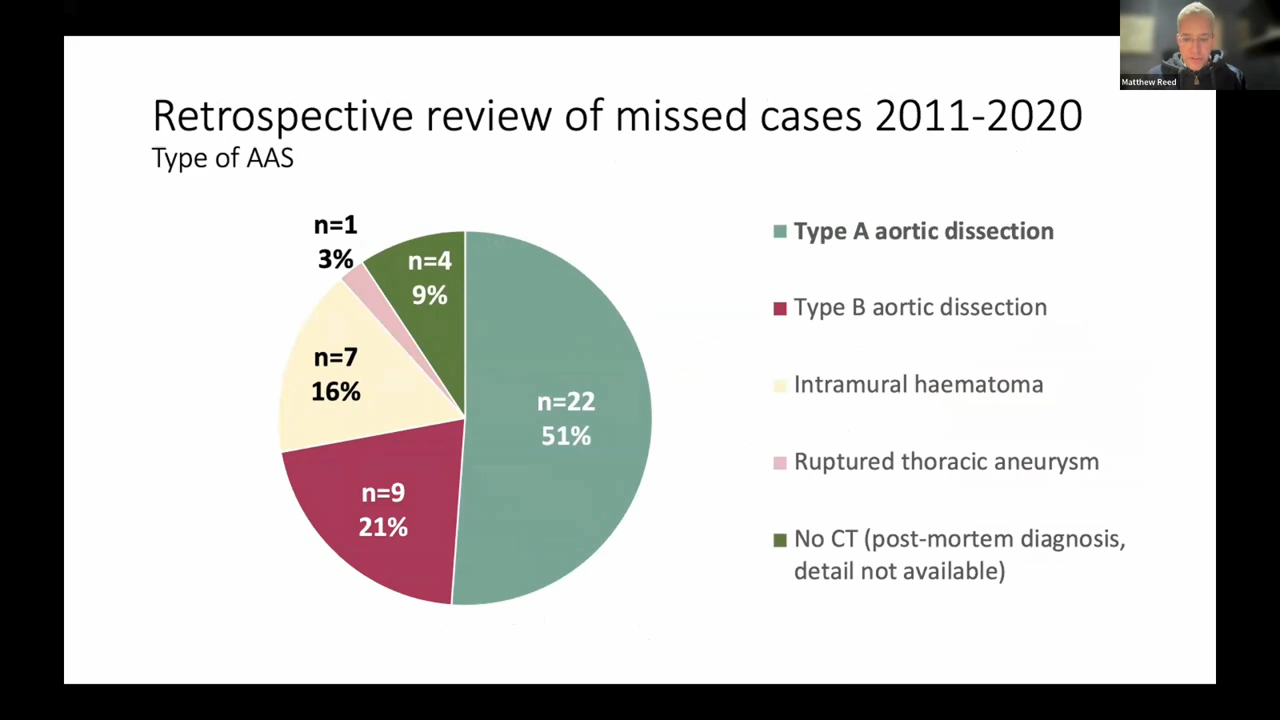 Matthew Reed
Retrospective review of missed cases 2011-2020
Type of AAS
n=1
3%
n=4
9%
n=7
16%
n=22
51%
n=9
21%
Type A aortic dissection
Type B aortic dissection
Intramural haematoma
Ruptured thoracic aneurysm
No CT (post-mortem diagnosis,
detail not available)